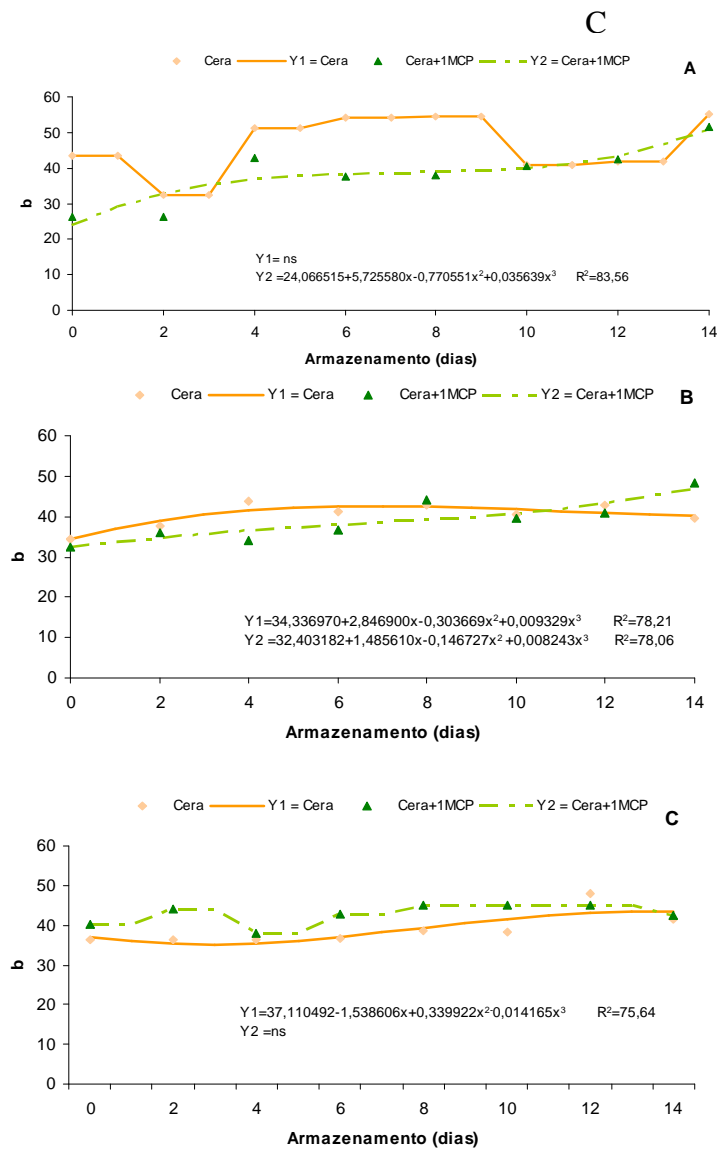 C
Cera Y1 = Cera Cera+1MCP Y2 = Cera+1MCP
A
60
50
40
30
20
10
0
b
Y1= ns
Y2 =24,066515+5,725580x-0,770551x²+0,035639x³ R²=83,56
0 2 4 6 8 10 12 14
Armazenamento (dias)
Cera Y1 = Cera Cera+1MCP Y2 = Cera+1MCP
B
60
50
40
30
20
10
0
b
Y1=34,336970+2,846900x-0,303669x²+0,009329x³ R²=78,21
Y2 =32,403182+1,485610x-0,146727x² +0,008243x³ R²=78,06
0 2 4 6 8 10 12 14
Armazenamento (dias)
Cera Y1 = Cera Cera+1MCP Y2 = Cera+1MCP
C
60
50
40
30
20
10
0
b
Y1=37,110492-1,538606x+0,339922x²-0,014165x³ R²=75,64
Y2 =ns
0 2 4 6 8 10 12 14
Armazenamento (dias)